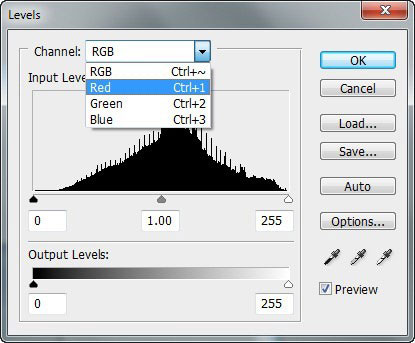 Levels
Channel: RGB
OK
RGB Ctrl+~
Input Leve
Red Ctrl+1
Cancel
Green Ctrl+2
Blue Ctrl+3
Load...
Save...
Auto
0 1.00 255
Options...
Output Levels:
Preview
0 255